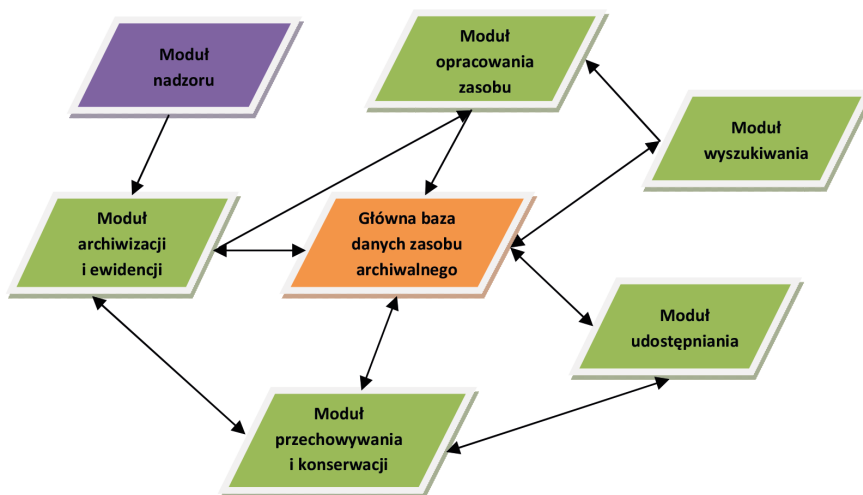 Moduł
nadzoru
Moduł
opracowania
zasobu
Moduł
wyszukiwania
Moduł
archiwizacji
i ewidencji
Główna baza
danych zasobu
archiwalnego
Moduł
udostępniania
Moduł
przechowywania
i konserwacji